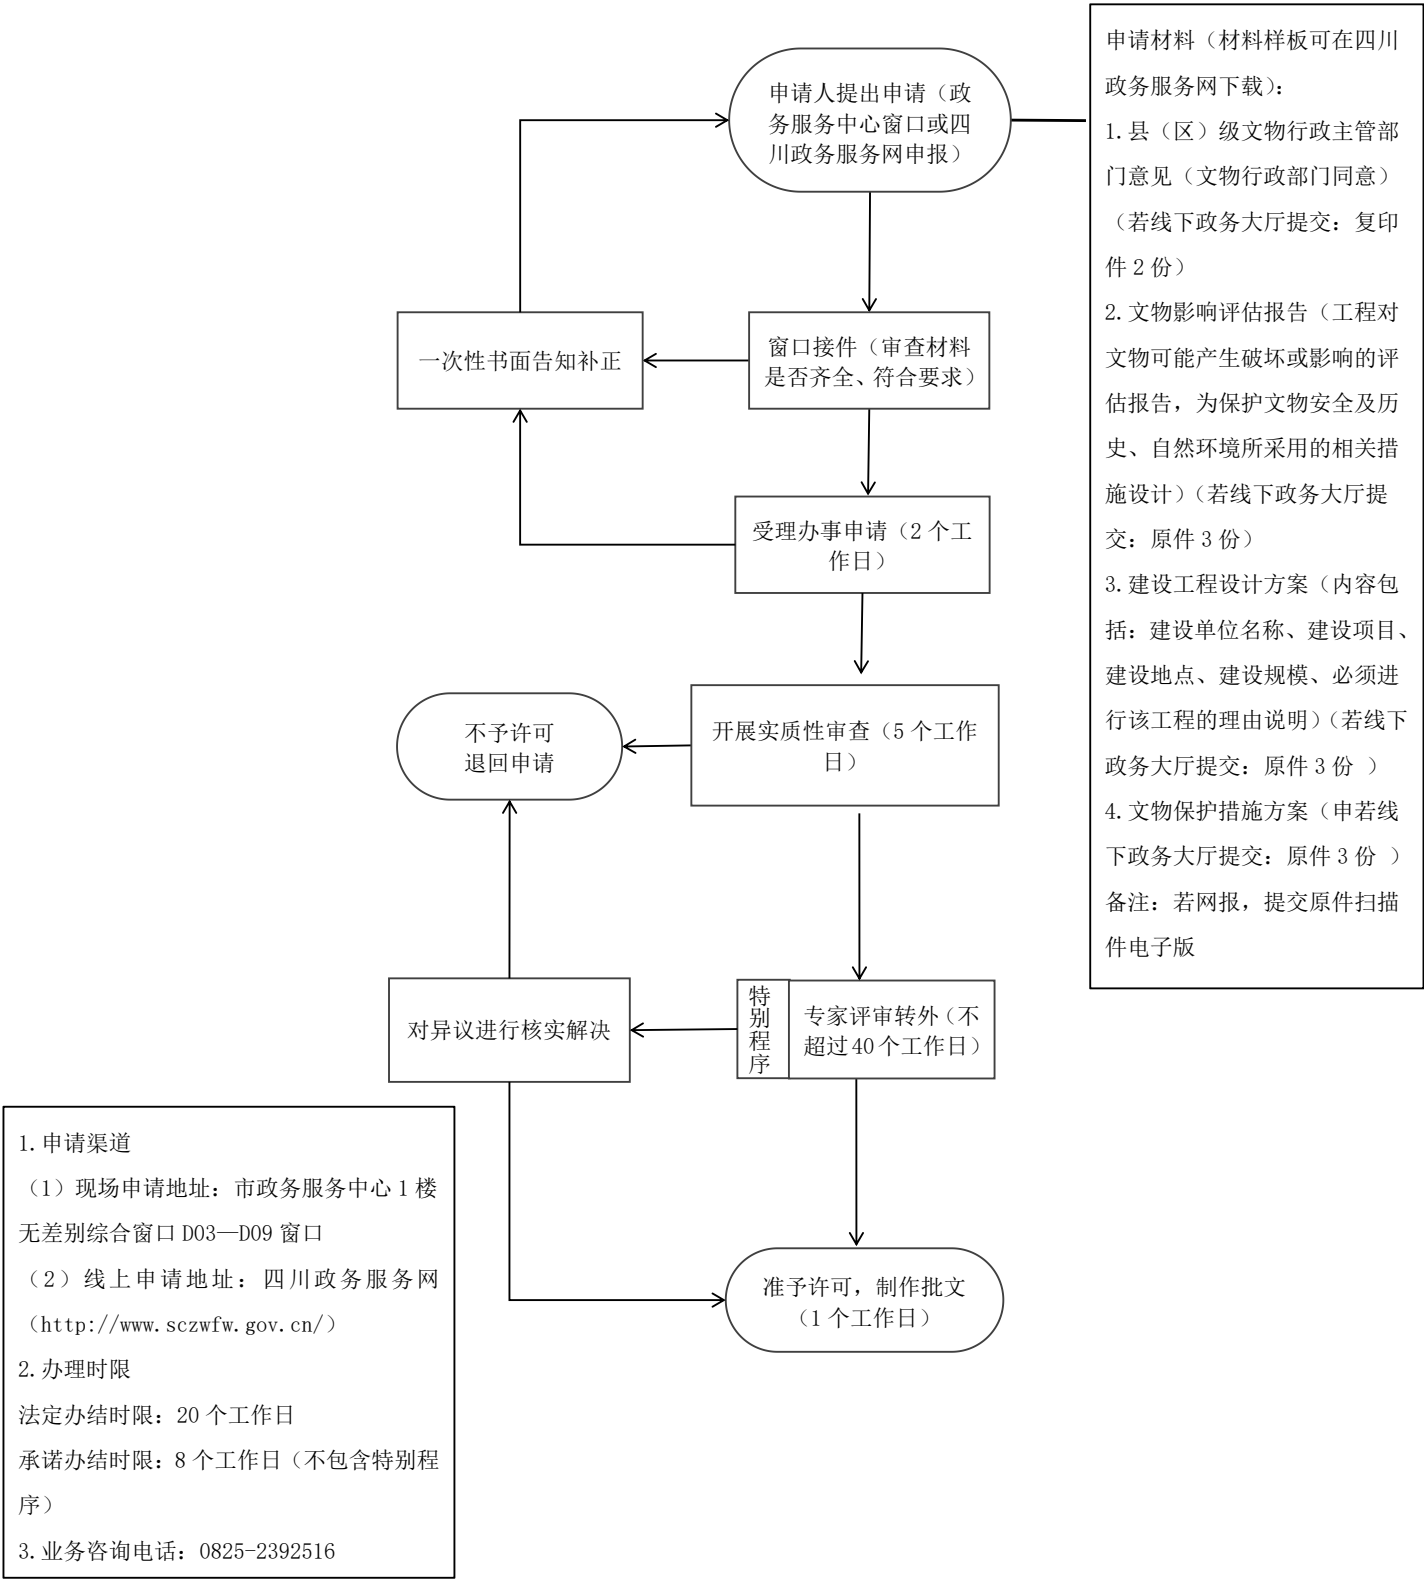 申请人提出申请（政
务服务中心窗口或四
川政务服务网申报）
申请材料（材料样板可在四川
政务服务网下载）：
1.县（区）级文物行政主管部
门意见（文物行政部门同意）
（若线下政务大厅提交：复印
件2份）
2.文物影响评估报告（工程对
文物可能产生破坏或影响的评
估报告，为保护文物安全及历
史、自然环境所采用的相关措
施设计）（若线下政务大厅提
交：原件3份）
3.建设工程设计方案（内容包
括：建设单位名称、建设项目、
建设地点、建设规模、必须进
行该工程的理由说明）（若线下
政务大厅提交：原件3份 ）
4.文物保护措施方案（申若线
下政务大厅提交：原件3份 ）
备注：若网报，提交原件扫描
件电子版
一次性书面告知补正
窗口接件（审查材料
是否齐全、符合要求）
受理办事申请（2个工
作日）
不予许可
退回申请
开展实质性审查（5个工作
日）
对异议进行核实解决
特别程序
专家评审转外（不
超过40个工作日）
准予许可，制作批文
（1个工作日）
1.申请渠道
（1）现场申请地址：市政务服务中心1楼
无差别综合窗口D03—D09窗口
（2）线上申请地址：四川政务服务网
（http://www.sczwfw.gov.cn/）
2.办理时限
法定办结时限：20个工作日
承诺办结时限：8个工作日（不包含特别程
序）
3.业务咨询电话：0825-2392516